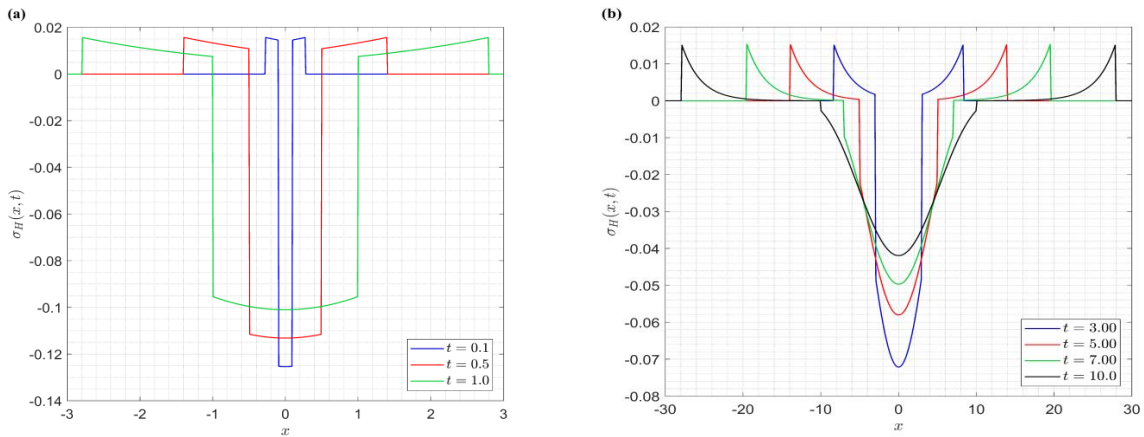 (a)
0.02
0
-0.02
-0.04
-0.06
-0.08
-0.1
-0.12
-0.14
σ_H(x, t)
-3
-2
-1
0
1
2
3
x
t = 0.1
t = 0.5
t = 1.0
(b)
0.02
0.01
0
-0.01
-0.02
-0.03
-0.04
-0.05
-0.06
-0.07
-0.08
σ_H(x, t)
-30
-20
-10
0
10
20
30
x
t = 3.00
t = 5.00
t = 7.00
t = 10.0